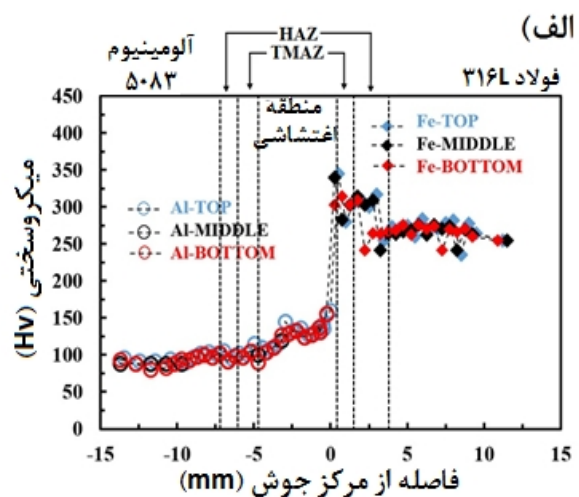 الف)
HAZ
TMAZ
آلومینیوم
۵۰۸۳
فولاد ۳۱۶L
منطقه
اغتشاشی
Fe-TOP
Fe-MIDDLE
Fe-BOTTOM
Al-TOP
Al-MIDDLE
Al-BOTTOM
میکروسختی (Hv)
450
400
350
300
250
200
150
100
50
0
-15 -10 -5 0 5 10 15
فاصله از مرکز جوش (mm)